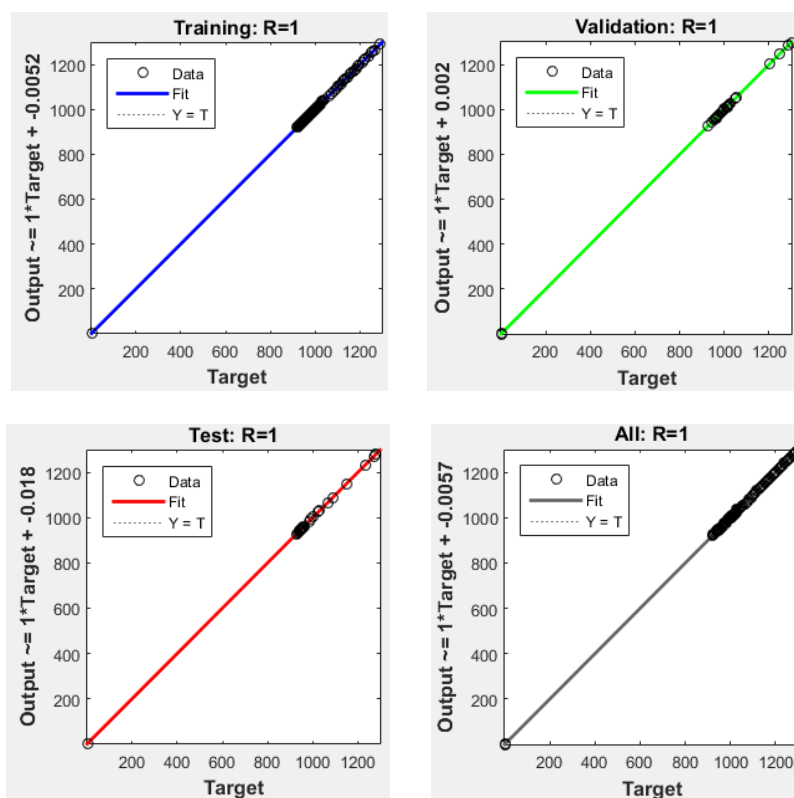 Training: R=1
Output ~= 1*Target + -0.0052
1200
1000
800
600
400
200
Data
Fit
Y = T
200 400 600 800 1000 1200
Target
Validation: R=1
Output ~= 1*Target + 0.002
1200
1000
800
600
400
200
Data
Fit
Y = T
200 400 600 800 1000 1200
Target
Test: R=1
Output ~= 1*Target + -0.018
1200
1000
800
600
400
200
Data
Fit
Y = T
200 400 600 800 1000 1200
Target
All: R=1
Output ~= 1*Target + -0.0057
1200
1000
800
600
400
200
Data
Fit
Y = T
200 400 600 800 1000 1200
Target